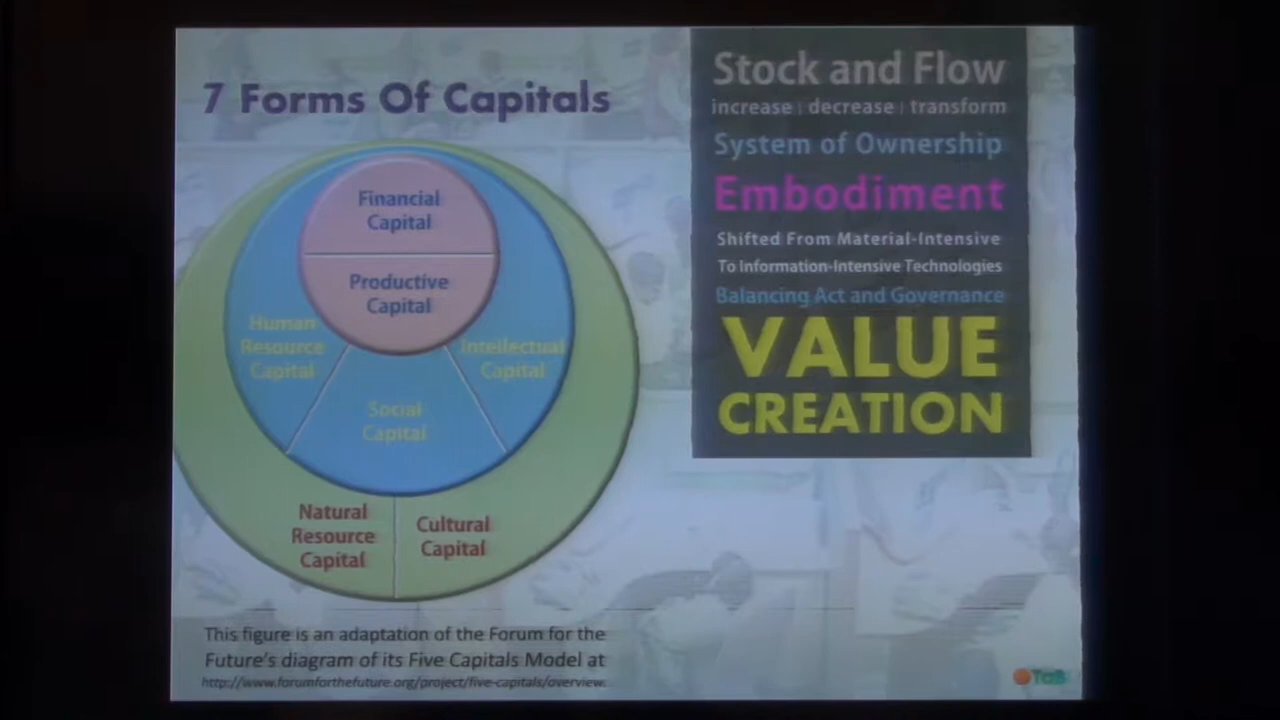 7 Forms Of Capitals
Financial
Capital
Productive
Capital
Human
Resource
Capital
Intellectual
Capital
Social
Capital
Natural
Resource
Capital
Cultural
Capital
This figure is an adaptation of the Forum for the
Future's diagram of its Five Capitals Model at
http://www.forumforthefuture.org/project/five-capitals/overview.
Stock and Flow
increase | decrease | transform
System of Ownership
Embodiment
Shifted From Material-Intensive
To Information-Intensive Technologies
Balancing Act and Governance
VALUE
CREATION